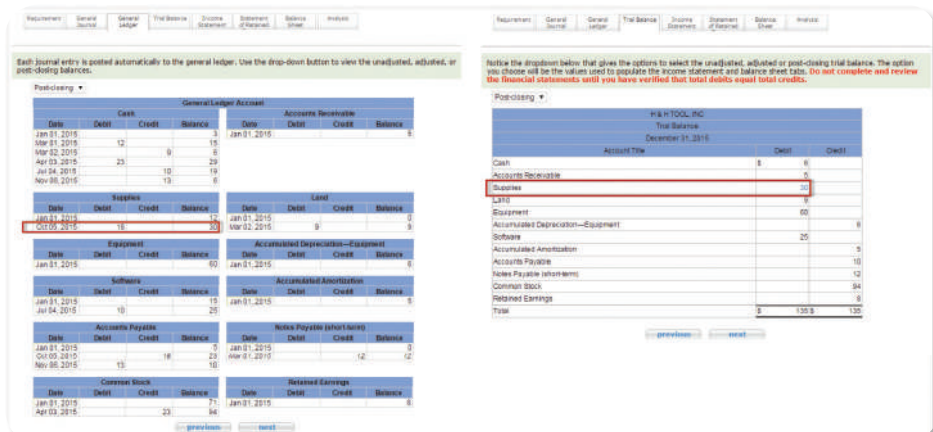 Requirement General Journal General Ledger Trial Balance Income Statement Statement of Retained Balance Sheet Analysis
Each journal entry is posted automatically to the general ledger. Use the drop-down button to view the unadjusted, adjusted, or
post-closing balances.
Post-closing
General Ledger Account
Cash Accounts Receivable
Date Debit Credit Balance Date Debit Credit Balance
Jan 01, 2015 3 Jan 01, 2015 5
Mar 01, 2015 12 15
Mar 02, 2015 9 6
Apr 03, 2015 23 29
Jul 04, 2015 10 19
Nov 06, 2015 13 6
Supplies Land
Date Debit Credit Balance Date Debit Credit Balance
Jan 01, 2015 12 Jan 01, 2015 0
Oct 05, 2015 18 30 Mar 02, 2015 9 9
Equipment Accumulated Depreciation—Equipment
Date Debit Credit Balance Date Debit Credit Balance
Jan 01, 2015 60 Jan 01, 2015 6
Software Accumulated Amortization
Date Debit Credit Balance Date Debit Credit Balance
Jan 01, 2015 15 Jan 01, 2015 5
Jul 04, 2015 10 25
Accounts Payable Notes Payable (short-term)
Date Debit Credit Balance Date Debit Credit Balance
Jan 01, 2015 5 Jan 01, 2015 0
Oct 05, 2015 18 23 Mar 01, 2015 12 12
Nov 06, 2015 13 10
Common Stock Retained Earnings
Date Debit Credit Balance Date Debit Credit Balance
Jan 01, 2015 71 Jan 01, 2015 8
Apr 03, 2015 23 94
previous next
Requirement General Journal General Ledger Trial Balance Income Statement Statement of Retained Balance Sheet Analysis
Notice the dropdown below that gives the options to select the unadjusted, adjusted or post-closing trial balance. The option
you choose will be the values used to populate the income statement and balance sheet tabs. Do not complete and review
the financial statements until you have verified that total debits equal total credits.
Post-closing
H & H TOOL, INC
Trial Balance
December 31, 2015
Account Title Debit Credit
Cash $ 6
Accounts Receivable 5
Supplies 30
Land 9
Equipment 60
Accumulated Depreciation—Equipment 6
Software 25
Accumulated Amortization 5
Accounts Payable 10
Notes Payable (short-term) 12
Common Stock 94
Retained Earnings 8
Total $ 135 $ 135
previous next